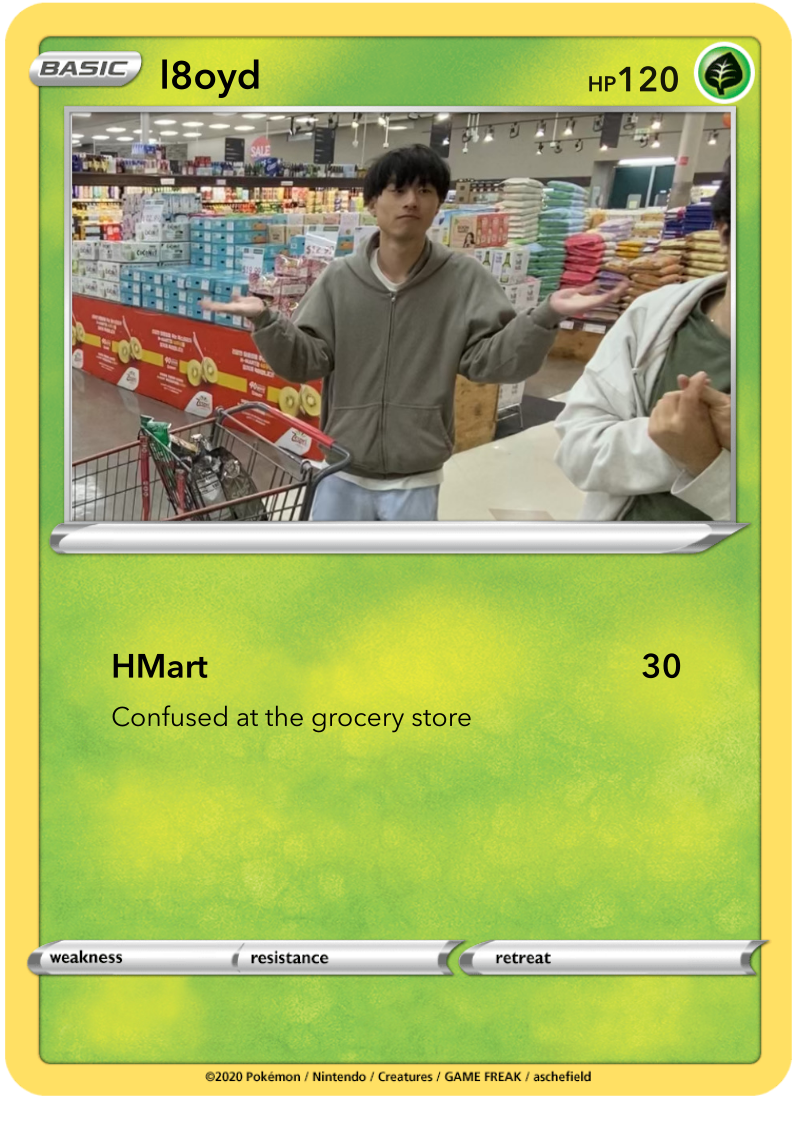 BASIC
l8oyd
HP120
SALE
HMart 30
Confused at the grocery store
weakness resistance retreat
©2020 Pokémon / Nintendo / Creatures / GAME FREAK / aschefield